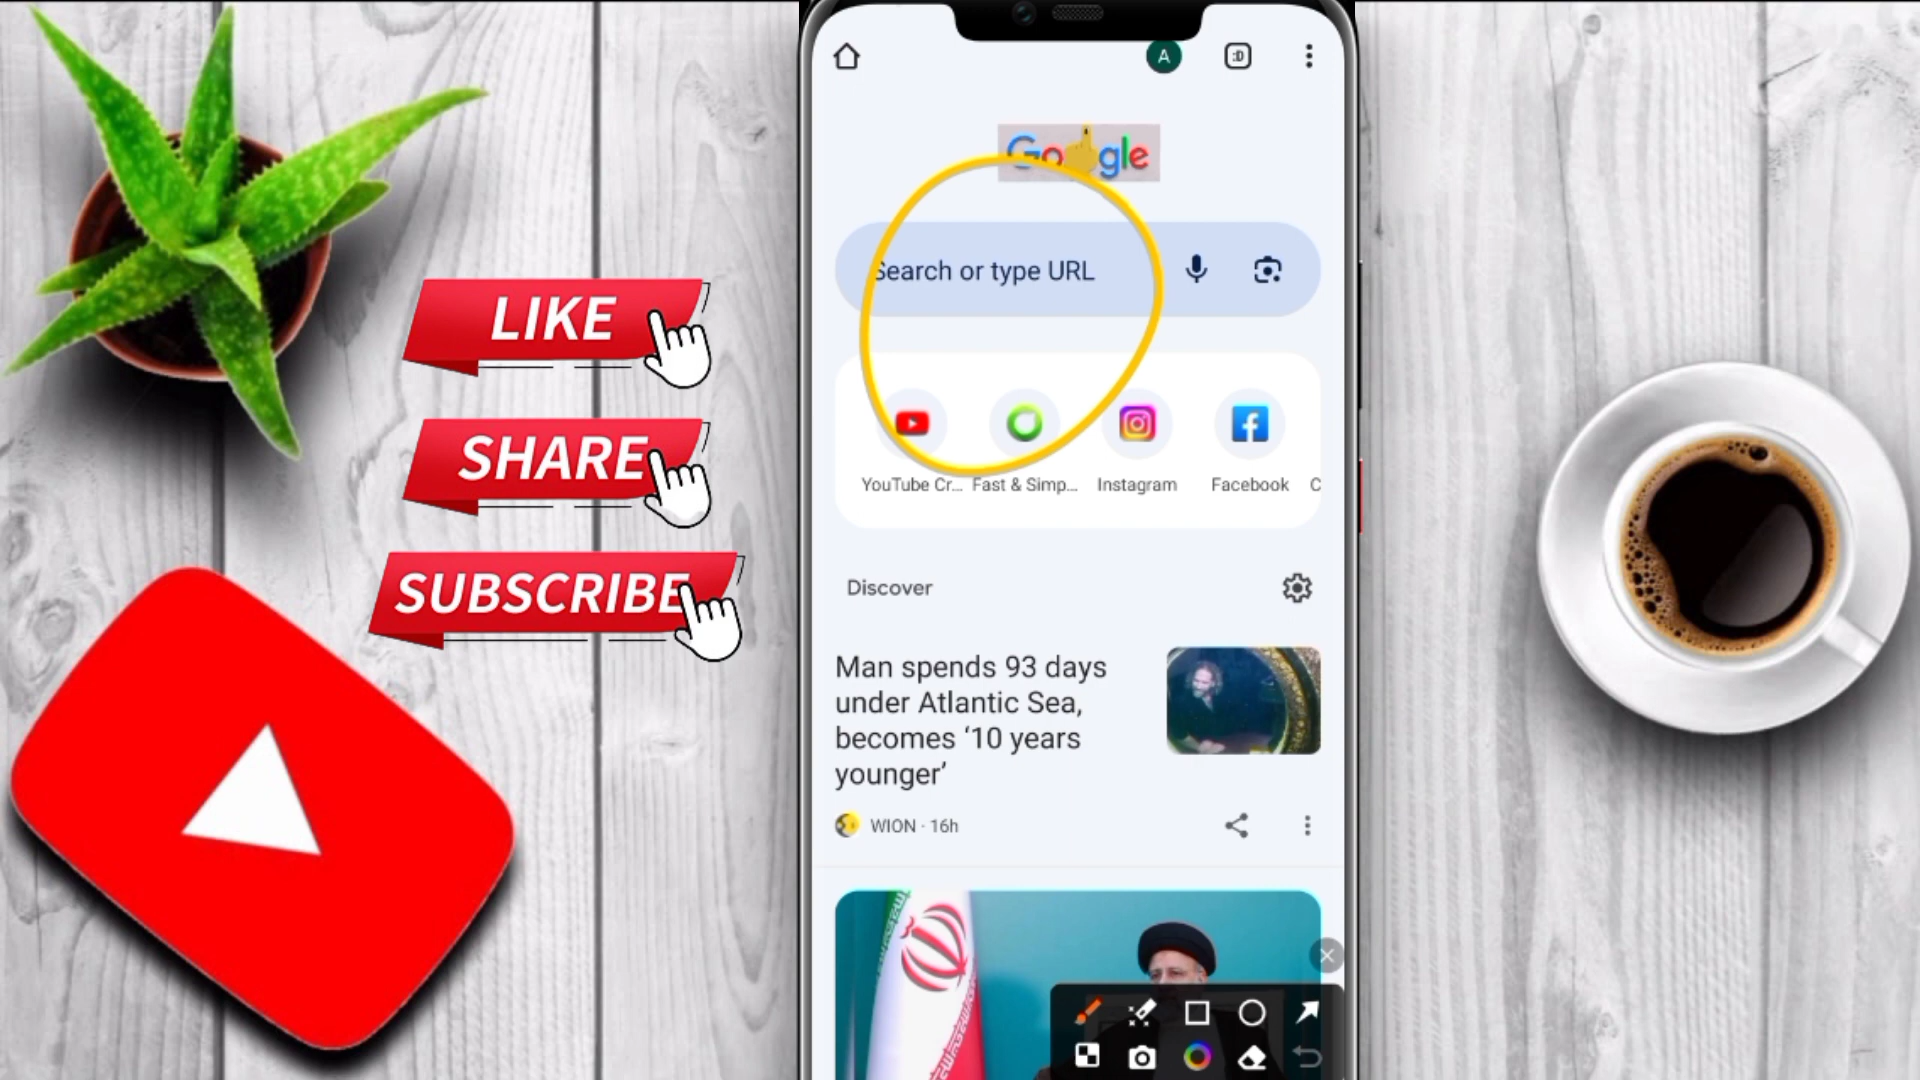 LIKE
SHARE
SUBSCRIBE
A
:D
Google
Search or type URL
YouTube Cr...
Fast & Simp...
Instagram
Facebook
C
Discover
Man spends 93 days
under Atlantic Sea,
becomes ‘10 years
younger’
WION · 16h